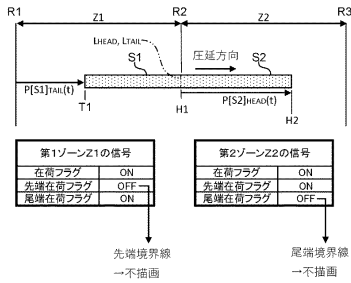 R1 Z1 R2 Z2 R3
LHEAD, LTAIL
圧延方向
S1 S2
P[S1]TAIL(t)
P[S2]HEAD(t)
T1 H1 H2
第1ゾーンZ1の信号
在荷フラグ ON
先端在荷フラグ OFF
尾端在荷フラグ ON
第2ゾーンZ2の信号
在荷フラグ ON
先端在荷フラグ ON
尾端在荷フラグ OFF
先端境界線
→不描画
尾端境界線
→不描画